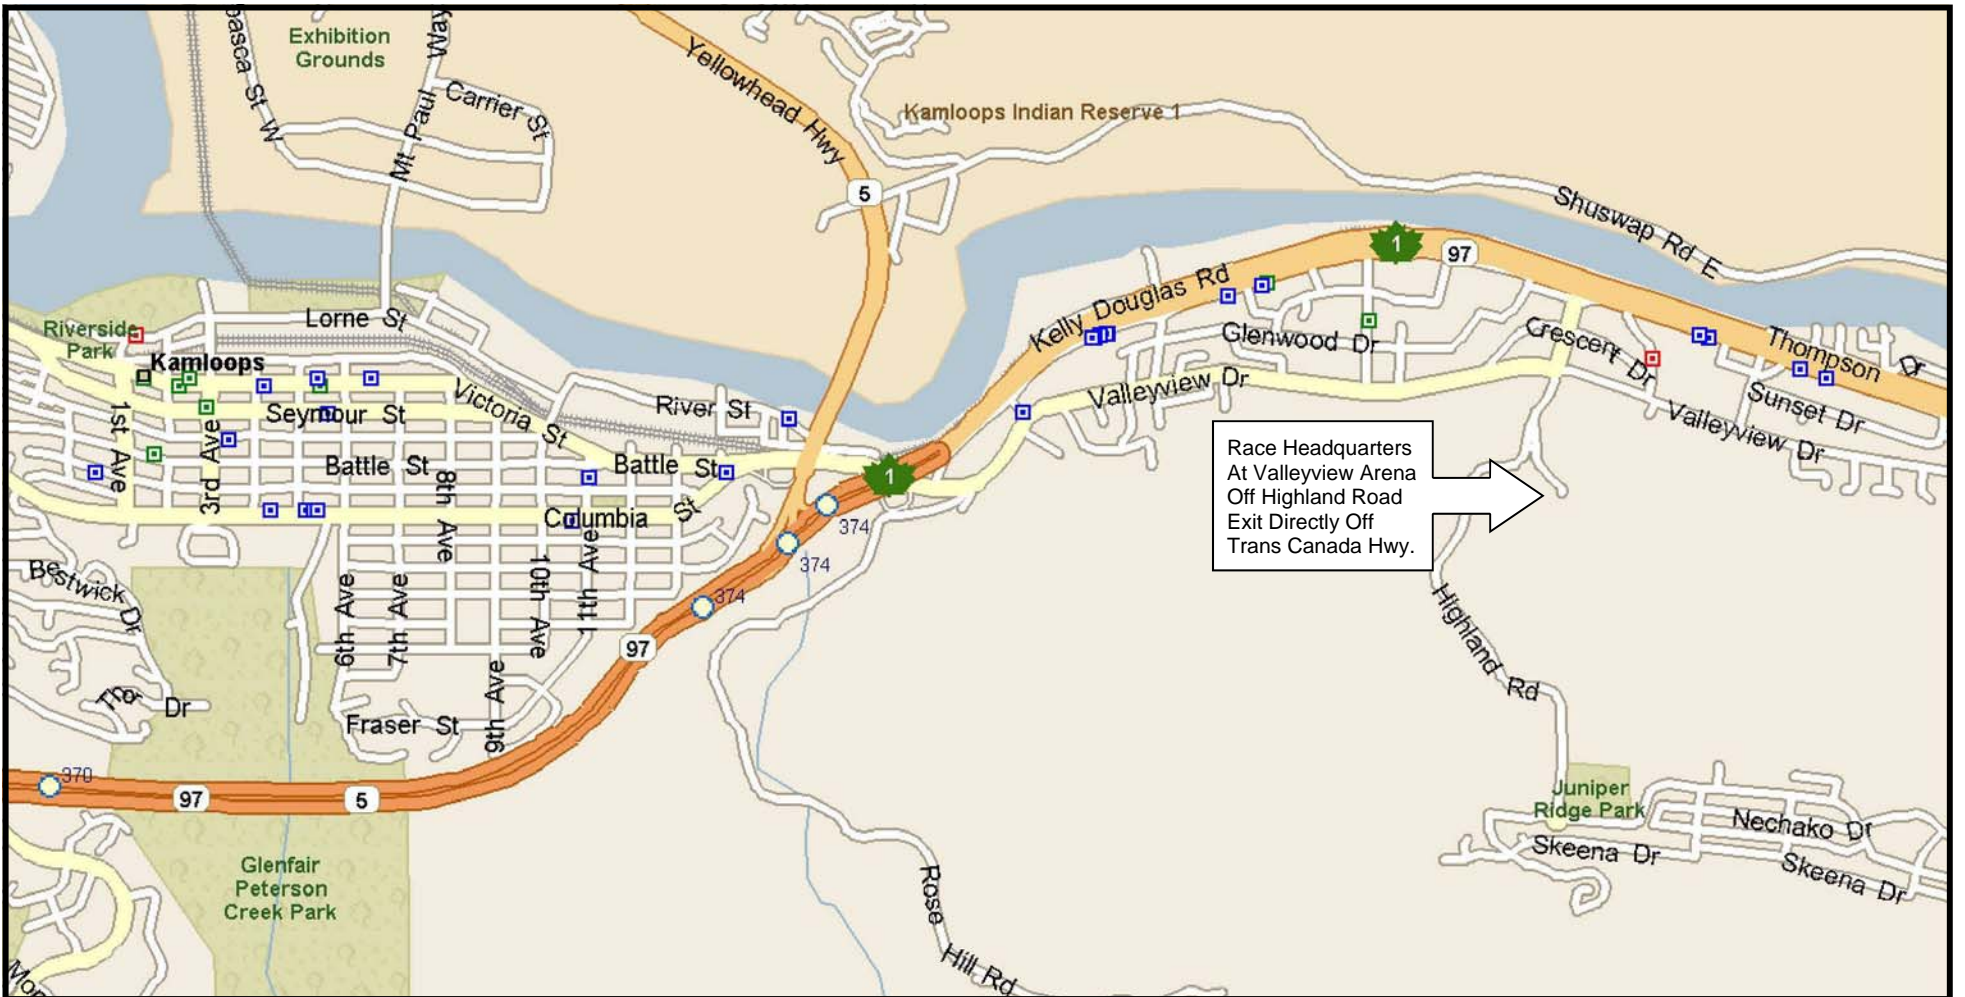 Exhibition
Grounds
basca St W
Mt Paul Way
Carrier St
Yellowhead Hwy
Kamloops Indian Reserve 1
5
Shuswap Rd E
1
97
Kelly Douglas Rd
Glenwood Dr
Crescent Dr
Thompson Dr
Sunset Dr
Valleyview Dr
Valleyview Dr
Lorne St
Riverside
Park
Kamloops
Victoria St
River St
Seymour St
1st Ave
3rd Ave
Battle St
Battle St
8th Ave
Columbia St
1
374
374
374
Race Headquarters
At Valleyview Arena
Off Highland Road
Exit Directly Off
Trans Canada Hwy.
Bestwick Dr
6th Ave
7th Ave
10th Ave
11th Ave
97
9th Ave
Thor Dr
Fraser St
Highland Rd
370
97
5
Juniper
Ridge Park
Nechako Dr
Skeena Dr
Skeena Dr
Glenfair
Peterson
Creek Park
Rose Hill Rd